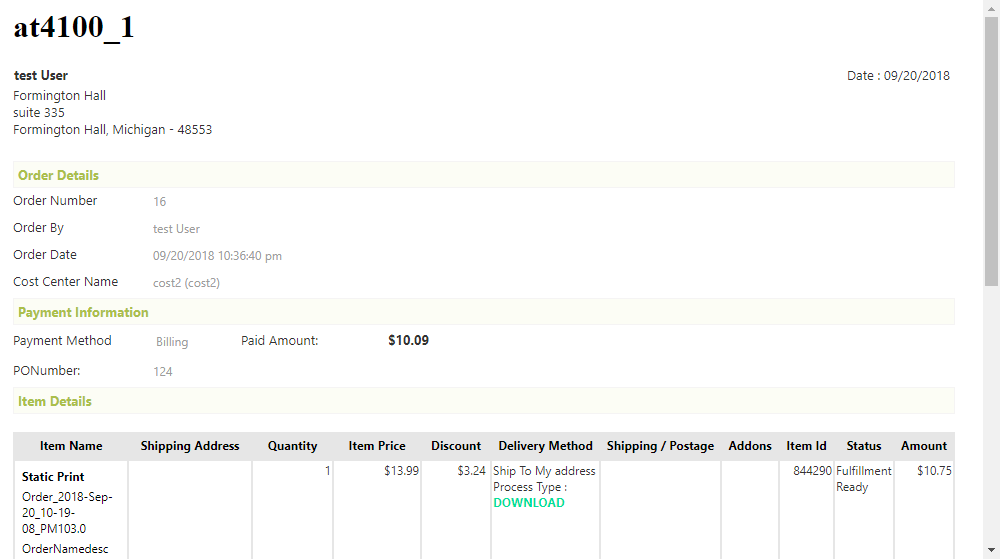 at4100_1
test User
Date : 09/20/2018
Formington Hall
suite 335
Formington Hall, Michigan - 48553
Order Details
Order Number 16
Order By test User
Order Date 09/20/2018 10:36:40 pm
Cost Center Name cost2 (cost2)
Payment Information
Payment Method Billing Paid Amount: $10.09
PONumber: 124
Item Details
Item Name Shipping Address Quantity Item Price Discount Delivery Method Shipping / Postage Addons Item Id Status Amount
Static Print
Order_2018-Sep-
20_10-19-
08_PM103.0
OrderNamedesc
1
$13.99
$3.24
Ship To My address
Process Type :
DOWNLOAD
844290
Fulfillment
Ready
$10.75